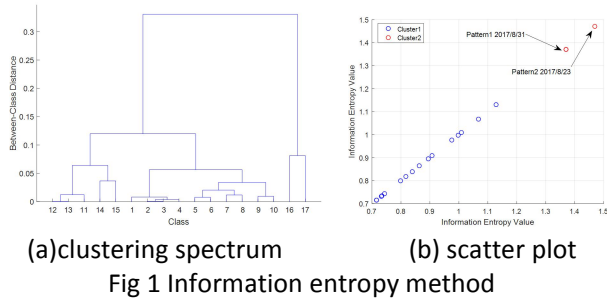 0.3
0.25
0.2
0.15
0.1
0.05
0
Between-Class Distance
12 13 11 14 15 1 2 3 4 5 6 7 8 9 10 16 17
Class
1.5
1.4
1.3
1.2
1.1
1
0.9
0.8
0.7
Information Entropy Value
Cluster1
Cluster2
Pattern1 2017/8/31
Pattern2 2017/8/23
0.7 0.8 0.9 1 1.1 1.2 1.3 1.4 1.5
Information Entropy Value
(a)clustering spectrum
(b) scatter plot
Fig 1 Information entropy method